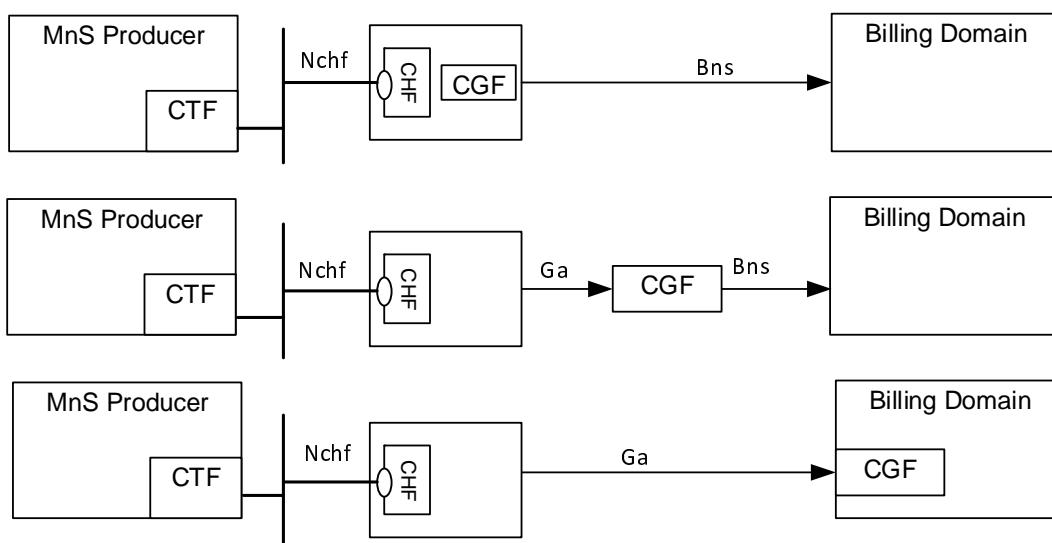 MnS Producer
CTF
Nchf
CHF
CGF
Bns
Billing Domain
MnS Producer
CTF
Nchf
CHF
Ga
CGF
Bns
Billing Domain
MnS Producer
CTF
Nchf
CHF
Ga
Billing Domain
CGF